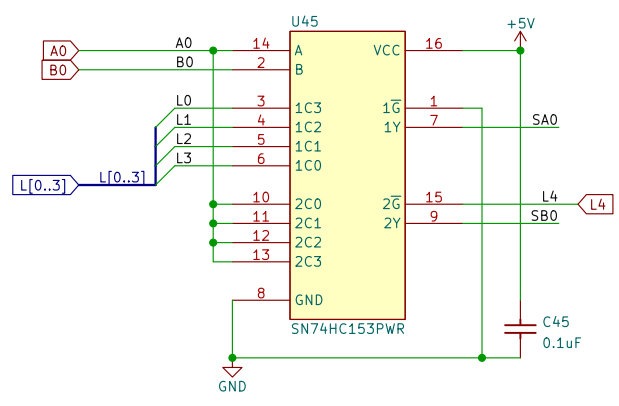 U45
+5V
A0 A0 14 A VCC 16
B0 B0 2 B
L0 3 1C3 1G 1
L1 4 1C2 1Y 7 SA0
L2 5 1C1
L[0..3] L[0..3] L3 6 1C0
10 2C0 2G 15 L4 L4
11 2C1 2Y 9 SB0
12 2C2
13 2C3
8 GND
SN74HC153PWR
C45
0.1uF
GND